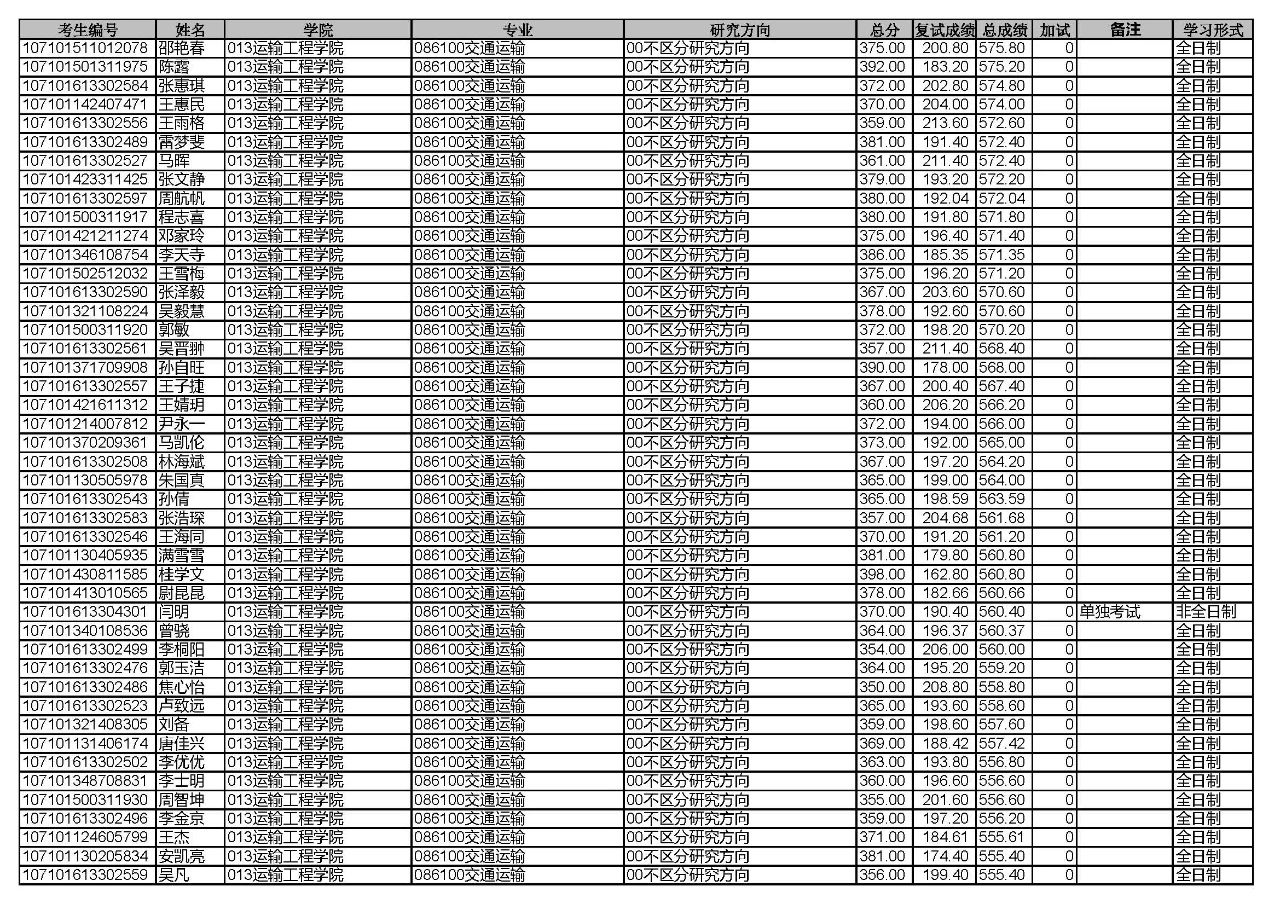 考生编号 姓名 学院 专业 研究方向 总分 复试成绩 总成绩 加试 备注 学习形式
107101511012078 邵艳春 013运输工程学院 086100交通运输 00不区分研究方向 375.00 200.80 575.80 0 全日制
107101501311975 陈露 013运输工程学院 086100交通运输 00不区分研究方向 392.00 183.20 575.20 0 全日制
107101613302584 张惠琪 013运输工程学院 086100交通运输 00不区分研究方向 372.00 202.80 574.80 0 全日制
107101142407471 王惠民 013运输工程学院 086100交通运输 00不区分研究方向 370.00 204.00 574.00 0 全日制
107101613302556 王雨格 013运输工程学院 086100交通运输 00不区分研究方向 359.00 213.60 572.60 0 全日制
107101613302489 雷梦斐 013运输工程学院 086100交通运输 00不区分研究方向 381.00 191.40 572.40 0 全日制
107101613302527 马晖 013运输工程学院 086100交通运输 00不区分研究方向 361.00 211.40 572.40 0 全日制
107101423311425 张文静 013运输工程学院 086100交通运输 00不区分研究方向 379.00 193.20 572.20 0 全日制
107101613302597 周航帆 013运输工程学院 086100交通运输 00不区分研究方向 380.00 192.04 572.04 0 全日制
107101500311917 程志喜 013运输工程学院 086100交通运输 00不区分研究方向 380.00 191.80 571.80 0 全日制
107101421211274 邓家玲 013运输工程学院 086100交通运输 00不区分研究方向 375.00 196.40 571.40 0 全日制
107101346108754 李天寺 013运输工程学院 086100交通运输 00不区分研究方向 386.00 185.35 571.35 0 全日制
107101502512032 王雪梅 013运输工程学院 086100交通运输 00不区分研究方向 375.00 196.20 571.20 0 全日制
107101613302590 张泽毅 013运输工程学院 086100交通运输 00不区分研究方向 367.00 203.60 570.60 0 全日制
107101321108224 吴毅慧 013运输工程学院 086100交通运输 00不区分研究方向 378.00 192.60 570.60 0 全日制
107101500311920 郭敏 013运输工程学院 086100交通运输 00不区分研究方向 372.00 198.20 570.20 0 全日制
107101613302561 吴晋翀 013运输工程学院 086100交通运输 00不区分研究方向 357.00 211.40 568.40 0 全日制
107101371709908 孙自旺 013运输工程学院 086100交通运输 00不区分研究方向 390.00 178.00 568.00 0 全日制
107101613302557 王子捷 013运输工程学院 086100交通运输 00不区分研究方向 367.00 200.40 567.40 0 全日制
107101421611312 王婧玥 013运输工程学院 086100交通运输 00不区分研究方向 360.00 206.20 566.20 0 全日制
107101214007812 尹永一 013运输工程学院 086100交通运输 00不区分研究方向 372.00 194.00 566.00 0 全日制
107101370209361 马凯伦 013运输工程学院 086100交通运输 00不区分研究方向 373.00 192.00 565.00 0 全日制
107101613302508 林海斌 013运输工程学院 086100交通运输 00不区分研究方向 367.00 197.20 564.20 0 全日制
107101130505978 朱国真 013运输工程学院 086100交通运输 00不区分研究方向 365.00 199.00 564.00 0 全日制
107101613302543 孙倩 013运输工程学院 086100交通运输 00不区分研究方向 365.00 198.59 563.59 0 全日制
107101613302583 张浩琛 013运输工程学院 086100交通运输 00不区分研究方向 357.00 204.68 561.68 0 全日制
107101613302546 王海同 013运输工程学院 086100交通运输 00不区分研究方向 370.00 191.20 561.20 0 全日制
107101130405935 满雪雪 013运输工程学院 086100交通运输 00不区分研究方向 381.00 179.80 560.80 0 全日制
107101430811585 桂学文 013运输工程学院 086100交通运输 00不区分研究方向 398.00 162.80 560.80 0 全日制
107101413010565 尉昆昆 013运输工程学院 086100交通运输 00不区分研究方向 378.00 182.66 560.66 0 全日制
107101613304301 闫明 013运输工程学院 086100交通运输 00不区分研究方向 370.00 190.40 560.40 0 单独考试 非全日制
107101340108536 曾骁 013运输工程学院 086100交通运输 00不区分研究方向 364.00 196.37 560.37 0 全日制
107101613302499 李桐阳 013运输工程学院 086100交通运输 00不区分研究方向 354.00 206.00 560.00 0 全日制
107101613302476 郭玉洁 013运输工程学院 086100交通运输 00不区分研究方向 364.00 195.20 559.20 0 全日制
107101613302486 焦心怡 013运输工程学院 086100交通运输 00不区分研究方向 350.00 208.80 558.80 0 全日制
107101613302523 卢致远 013运输工程学院 086100交通运输 00不区分研究方向 365.00 193.60 558.60 0 全日制
107101321408305 刘备 013运输工程学院 086100交通运输 00不区分研究方向 359.00 198.60 557.60 0 全日制
107101131406174 唐佳兴 013运输工程学院 086100交通运输 00不区分研究方向 369.00 188.42 557.42 0 全日制
107101613302502 李优优 013运输工程学院 086100交通运输 00不区分研究方向 363.00 193.80 556.80 0 全日制
107101348708831 李士明 013运输工程学院 086100交通运输 00不区分研究方向 360.00 196.60 556.60 0 全日制
107101500311930 周智坤 013运输工程学院 086100交通运输 00不区分研究方向 355.00 201.60 556.60 0 全日制
107101613302496 李金京 013运输工程学院 086100交通运输 00不区分研究方向 359.00 197.20 556.20 0 全日制
107101124605799 王杰 013运输工程学院 086100交通运输 00不区分研究方向 371.00 184.61 555.61 0 全日制
107101130205834 安凯亮 013运输工程学院 086100交通运输 00不区分研究方向 381.00 174.40 555.40 0 全日制
107101613302559 吴凡 013运输工程学院 086100交通运输 00不区分研究方向 356.00 199.40 555.40 0 全日制